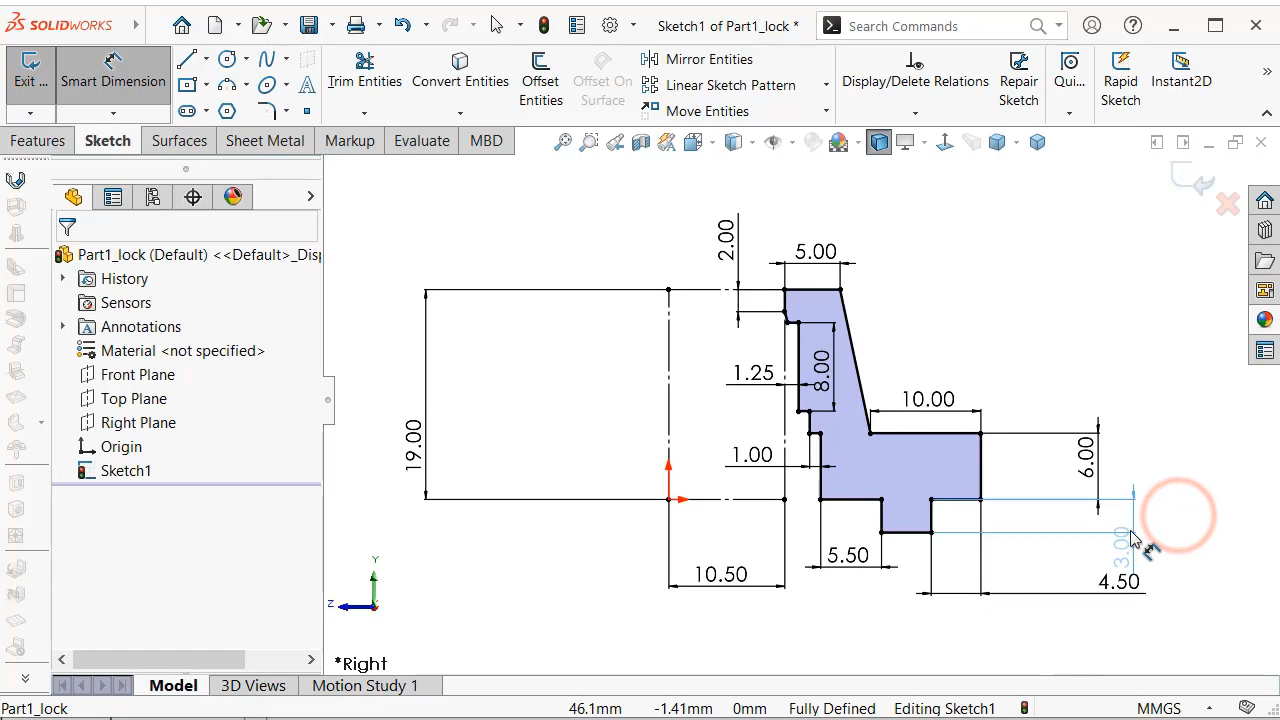 SOLIDWORKS
Sketch1 of Part1_lock *
Search Commands
Exit ...
Smart Dimension
Trim Entities
Convert Entities
Offset Entities
Offset On Surface
Mirror Entities
Linear Sketch Pattern
Move Entities
Display/Delete Relations
Repair Sketch
Qui...
Rapid Sketch
Instant2D
Features
Sketch
Surfaces
Sheet Metal
Markup
Evaluate
MBD
Part1_lock (Default) <<Default>_Disp
History
Sensors
Annotations
Material <not specified>
Front Plane
Top Plane
Right Plane
Origin
Sketch1
2.00
5.00
1.25
8.00
10.00
19.00
1.00
6.00
5.50
3.00
10.50
4.50
Y
Z
*Right
Model
3D Views
Motion Study 1
Part1_lock
46.1mm
-1.41mm
0mm
Fully Defined
Editing Sketch1
MMGS